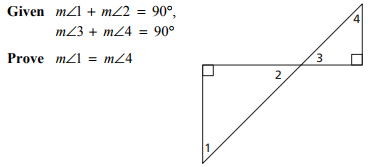 Given m∠1 + m∠2 = 90°,
m∠3 + m∠4 = 90°
Prove m∠1 = m∠4
4
3
2
1